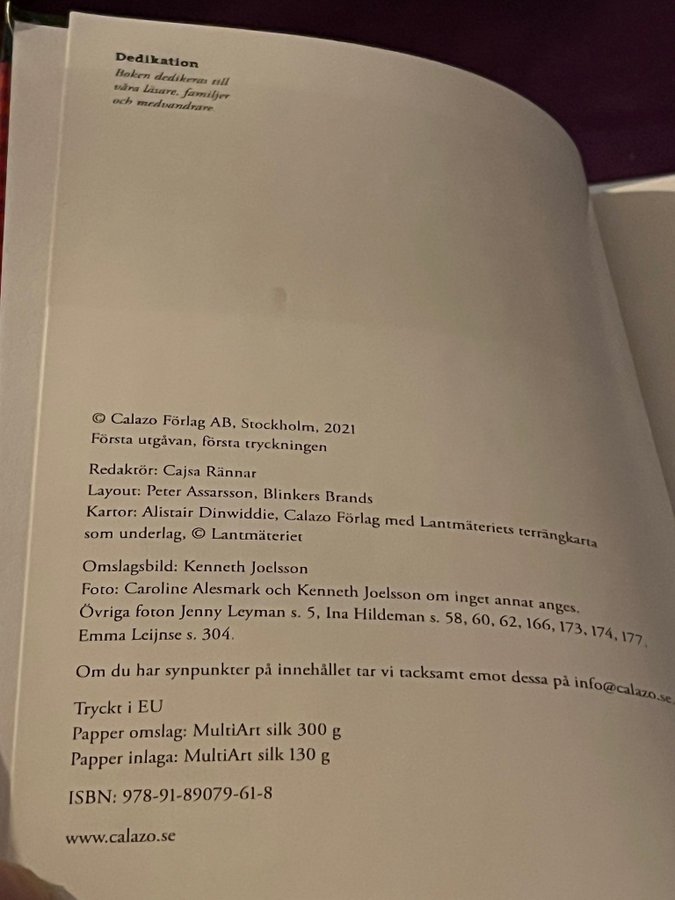 Dedikation
Boken dedikeras till
våra läsare, familjer
och medvandrare.
© Calazo Förlag AB, Stockholm, 2021
Första utgåvan, första tryckningen
Redaktör: Cajsa Rännar
Layout: Peter Assarsson, Blinkers Brands
Kartor: Alistair Dinwiddie, Calazo Förlag med Lantmäteriets terrängkarta
som underlag, © Lantmäteriet
Omslagsbild: Kenneth Joelsson
Foto: Caroline Alesmark och Kenneth Joelsson om inget annat anges.
Övriga foton Jenny Leyman s. 5, Ina Hildeman s. 58, 60, 62, 166, 173, 174, 177,
Emma Leijnse s. 304.
Om du har synpunkter på innehållet tar vi tacksamt emot dessa på info@calazo.se.
Tryckt i EU
Papper omslag: MultiArt silk 300 g
Papper inlaga: MultiArt silk 130 g
ISBN: 978-91-89079-61-8
www.calazo.se